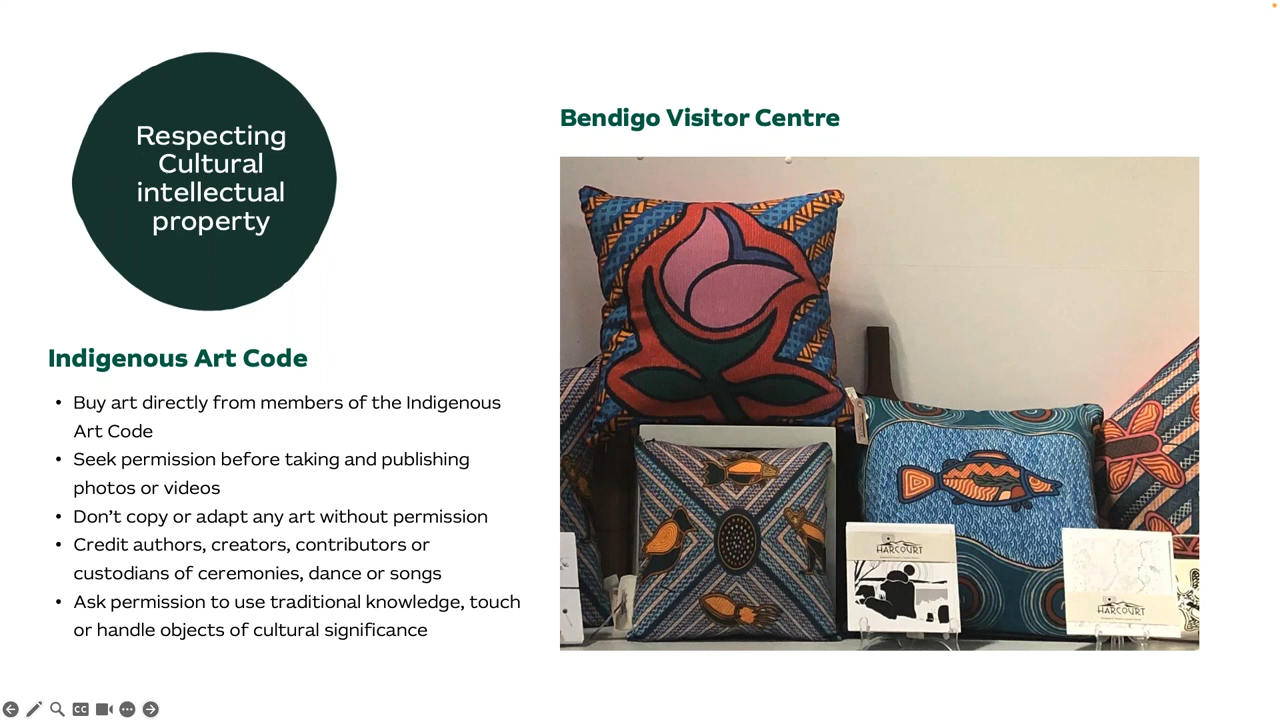 Respecting
Cultural
intellectual
property
Indigenous Art Code
• Buy art directly from members of the Indigenous
Art Code
• Seek permission before taking and publishing
photos or videos
• Don’t copy or adapt any art without permission
• Credit authors, creators, contributors or
custodians of ceremonies, dance or songs
• Ask permission to use traditional knowledge, touch
or handle objects of cultural significance
Bendigo Visitor Centre
HARCOURT
HARCOURT
CC